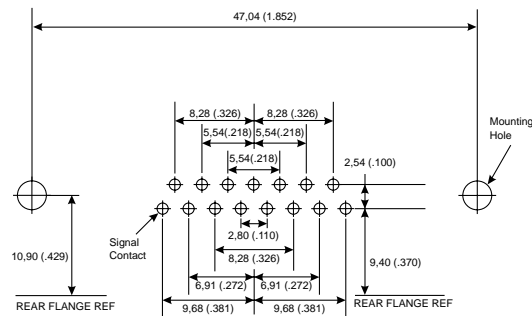 47,04 (1.852)
8,28 (.326)
8,28 (.326)
Mounting
Hole
5,54(.218)
5,54(.218)
5,54(.218)
2,54 (.100)
Signal
Contact
2,80 (.110)
10,90 (.429)
8,28 (.326)
9,40 (.370)
6,91 (.272)
6,91 (.272)
REAR FLANGE REF
REAR FLANGE REF
9,68 (.381)
9,68 (.381)